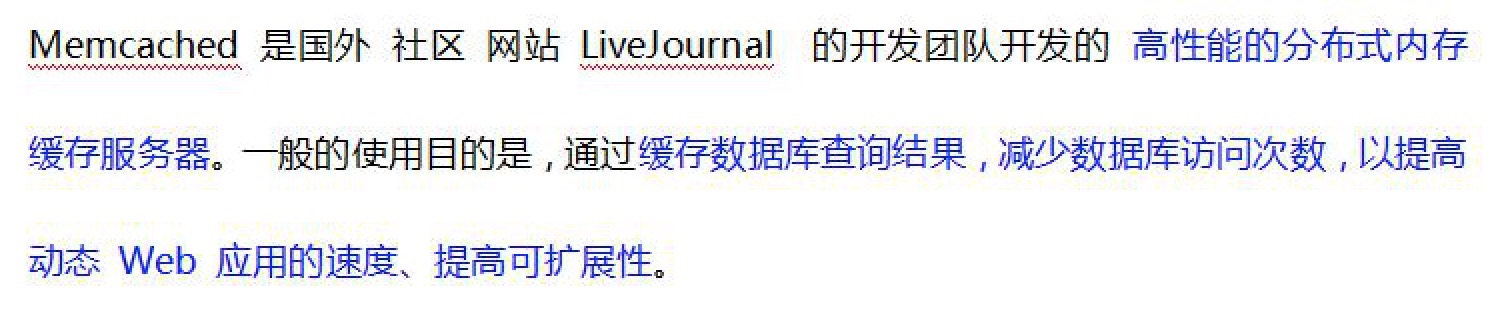 Memcached 是国外 社区 网站 LiveJournal 的开发团队开发的 高性能的分布式内存
缓存服务器。一般的使用目的是，通过缓存数据库查询结果，减少数据库访问次数，以提高
动态 Web 应用的速度、提高可扩展性。